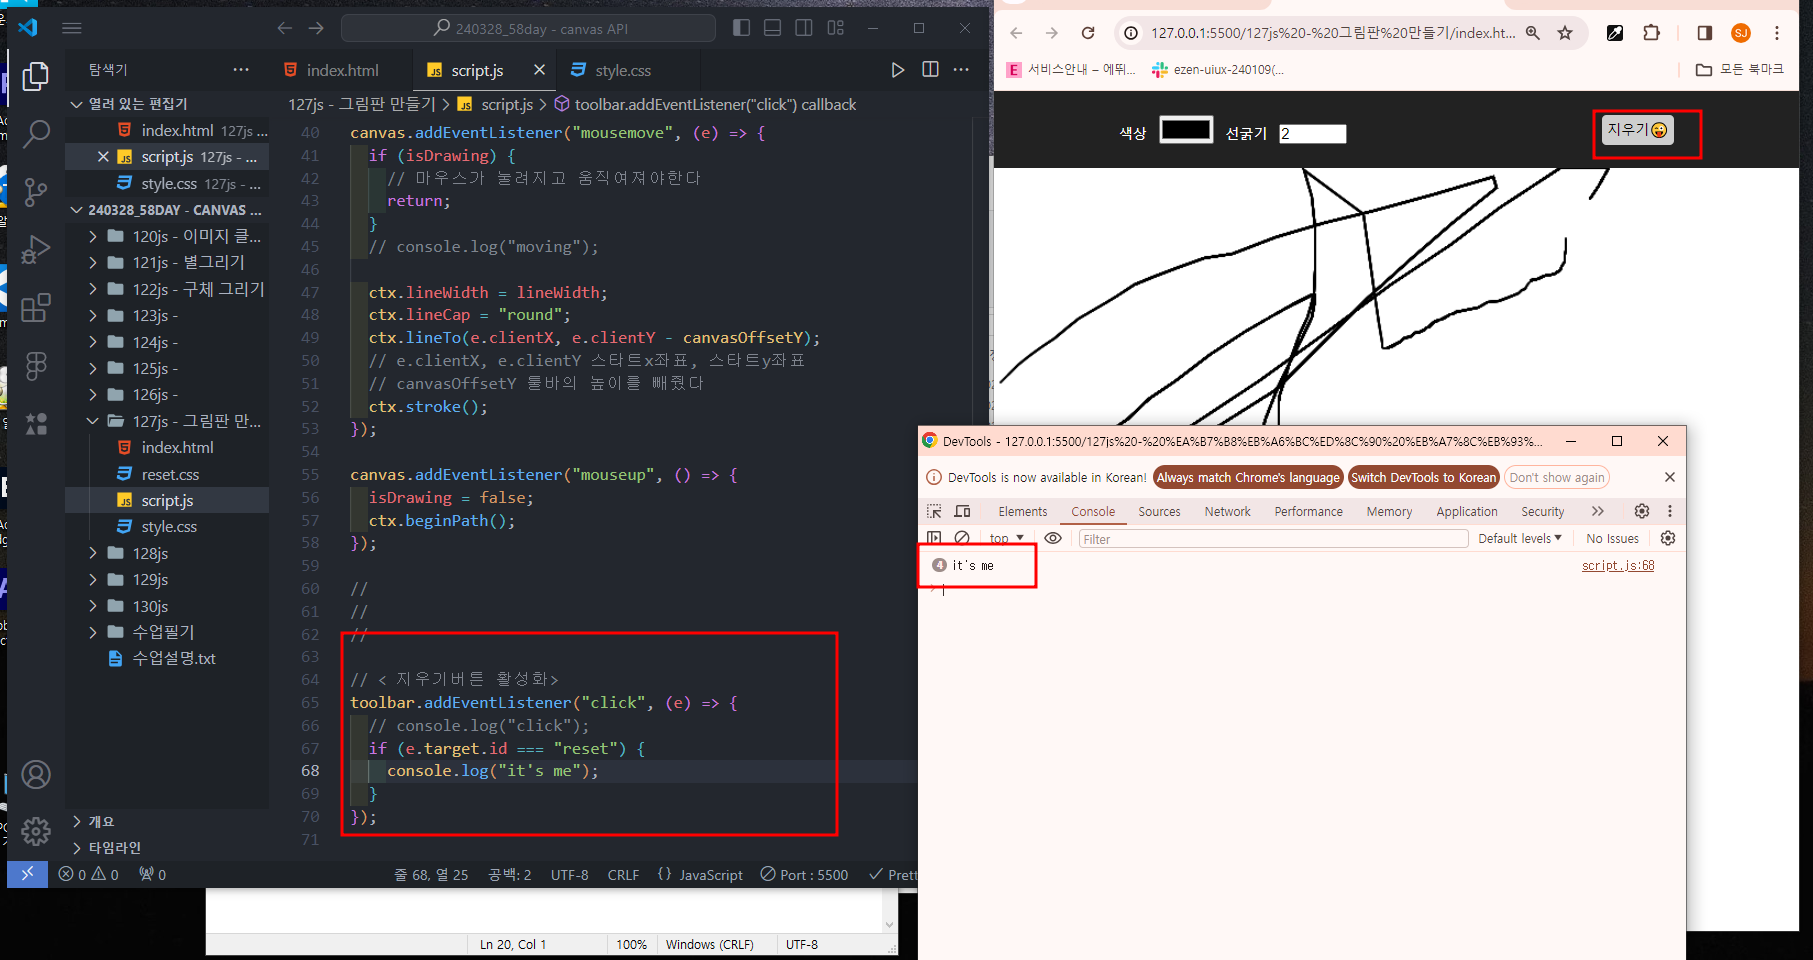 240328_58day - canvas API
탐색기
index.html
script.js
style.css
열려 있는 편집기
index.html 127js ...
script.js 127js - ...
style.css 127js - ...
240328_58DAY - CANVAS ...
120js - 이미지 클...
121js - 별그리기
122js - 구체 그리기
123js -
124js -
125js -
126js -
127js - 그림판 만...
index.html
reset.css
script.js
style.css
128js
129js
130js
수업필기
수업설명.txt
개요
타임라인
127js - 그림판 만들기 > script.js > toolbar.addEventListener("click") callback
40 canvas.addEventListener("mousemove", (e) => {
41 if (isDrawing) {
42 // 마우스가 눌려지고 움직여져야한다
43 return;
44 }
45 // console.log("moving");
46
47 ctx.lineWidth = lineWidth;
48 ctx.lineCap = "round";
49 ctx.lineTo(e.clientX, e.clientY - canvasOffsetY);
50 // e.clientX, e.clientY 스타트x좌표, 스타트y좌표
51 // canvasOffsetY 툴바의 높이를 빼줬다
52 ctx.stroke();
53 });
54
55 canvas.addEventListener("mouseup", () => {
56 isDrawing = false;
57 ctx.beginPath();
58 });
59
60 //
61 //
62 //
63
64 // < 지우기버튼 활성화>
65 toolbar.addEventListener("click", (e) => {
66 // console.log("click");
67 if (e.target.id === "reset") {
68 console.log("it's me");
69 }
70 });
71
0 0 0
줄 68, 열 25 공백: 2 UTF-8 CRLF {} JavaScript Port : 5500 Prett
Ln 20, Col 1 100% Windows (CRLF) UTF-8
127.0.0.1:5500/127js%20-%20그림판%20만들기/index.ht...
SJ
서비스안내 – 에뛰...
ezen-uiux-240109(...
모든 북마크
색상 선굵기 2 지우기😜
DevTools - 127.0.0.1:5500/127js%20-%20%EA%B7%B8%EB%A6%BC%ED%8C%90%20%EB%A7%8C%EB%93%...
DevTools is now available in Korean! Always match Chrome's language Switch DevTools to Korean Don't show again
Elements Console Sources Network Performance Memory Application Security
top Filter Default levels No Issues
4 it's me script.js:68